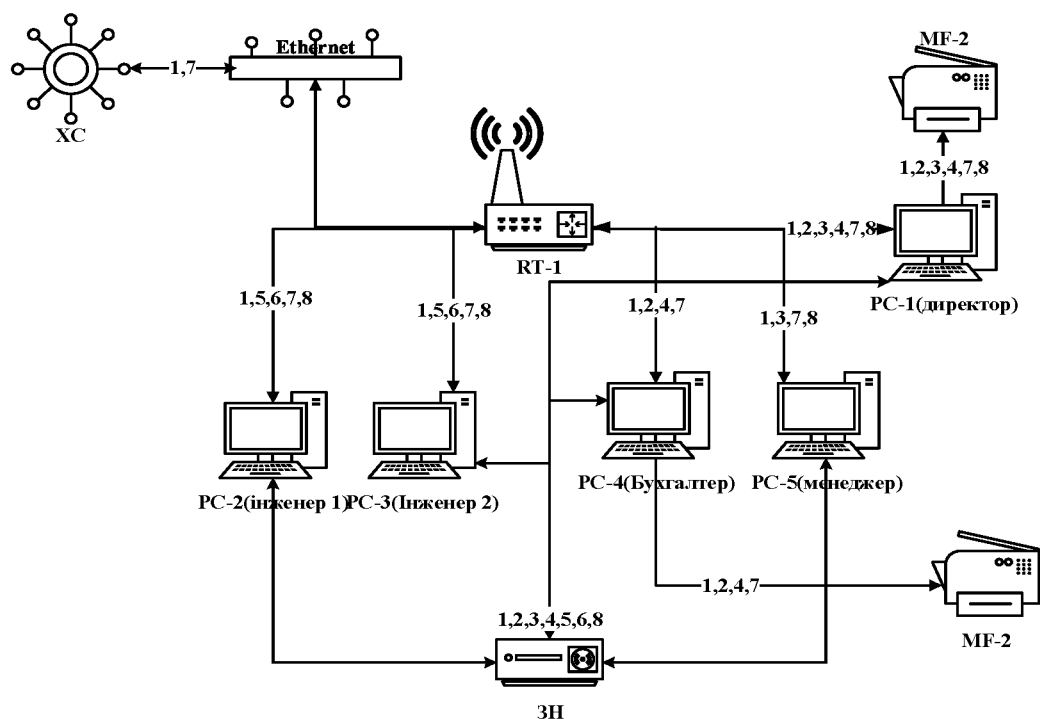 Ethernet
MF-2
1,7
ХС
1,2,3,4,7,8
1,2,3,4,7,8
RT-1
1,5,6,7,8
1,5,6,7,8
1,2,4,7
1,3,7,8
PC-1(директор)
PC-2(інженер 1)
PC-3(Інженер 2)
PC-4(Бухгалтер)
PC-5(менеджер)
1,2,4,7
1,2,3,4,5,6,8
MF-2
ЗН